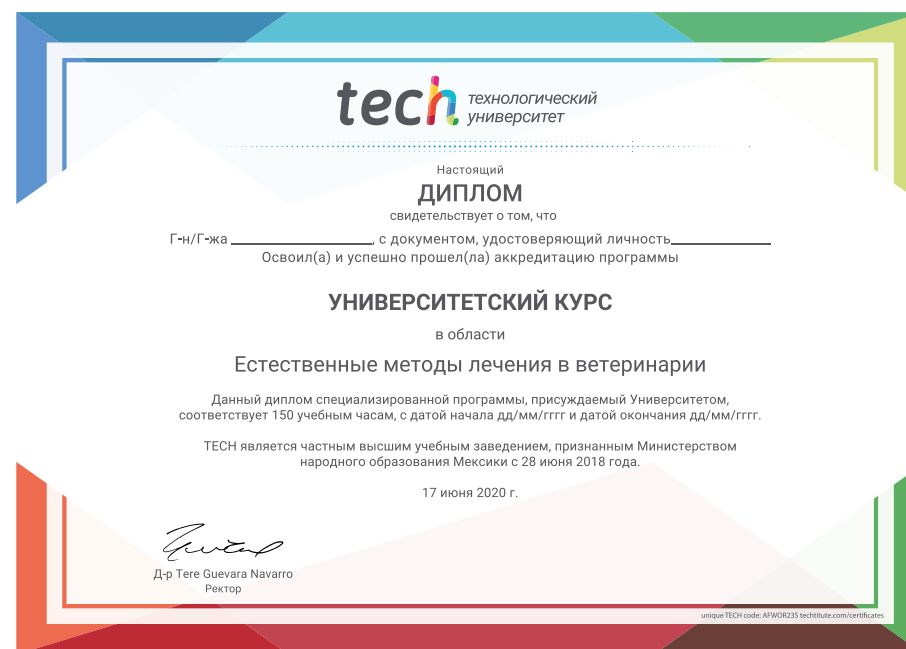 tech технологический
университет
Настоящий
ДИПЛОМ
свидетельствует о том, что
Г-н/Г-жа ____________________, с документом, удостоверяющий личность______________
Освоил(а) и успешно прошел(ла) аккредитацию программы
УНИВЕРСИТЕТСКИЙ КУРС
в области
Естественные методы лечения в ветеринарии
Данный диплом специализированной программы, присуждаемый Университетом,
соответствует 150 учебным часам, с датой начала дд/мм/гггг и датой окончания дд/мм/гггг.
TECH является частным высшим учебным заведением, признанным Министерством
народного образования Мексики с 28 июня 2018 года.
17 июня 2020 г.
Д-р Tere Guevara Navarro
Ректор
unique TECH code: AFWOR23S techtitute.com/certificates